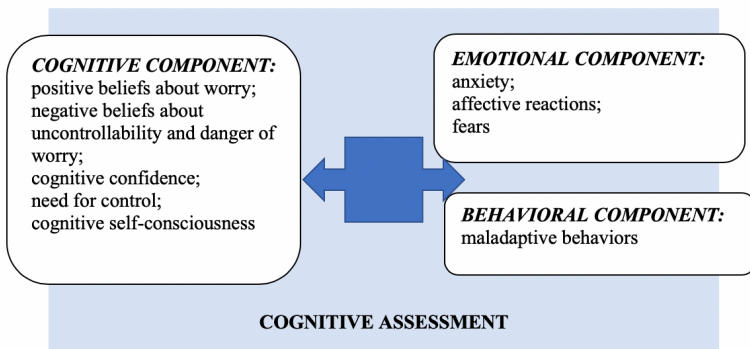 COGNITIVE COMPONENT:
positive beliefs about worry;
negative beliefs about
uncontrollability and danger of
worry;
cognitive confidence;
need for control;
cognitive self-consciousness
EMOTIONAL COMPONENT:
anxiety;
affective reactions;
fears
BEHAVIORAL COMPONENT:
maladaptive behaviors
COGNITIVE ASSESSMENT